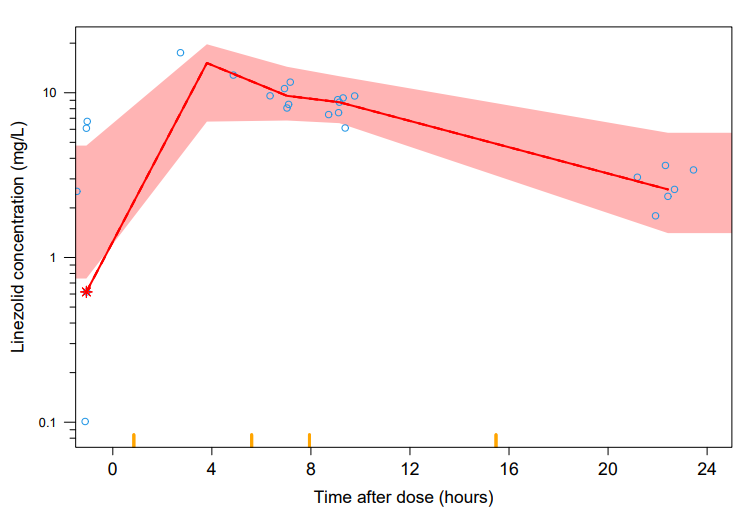 Linezolid concentration (mg/L)
10
1
0.1
0 4 8 12 16 20 24
Time after dose (hours)